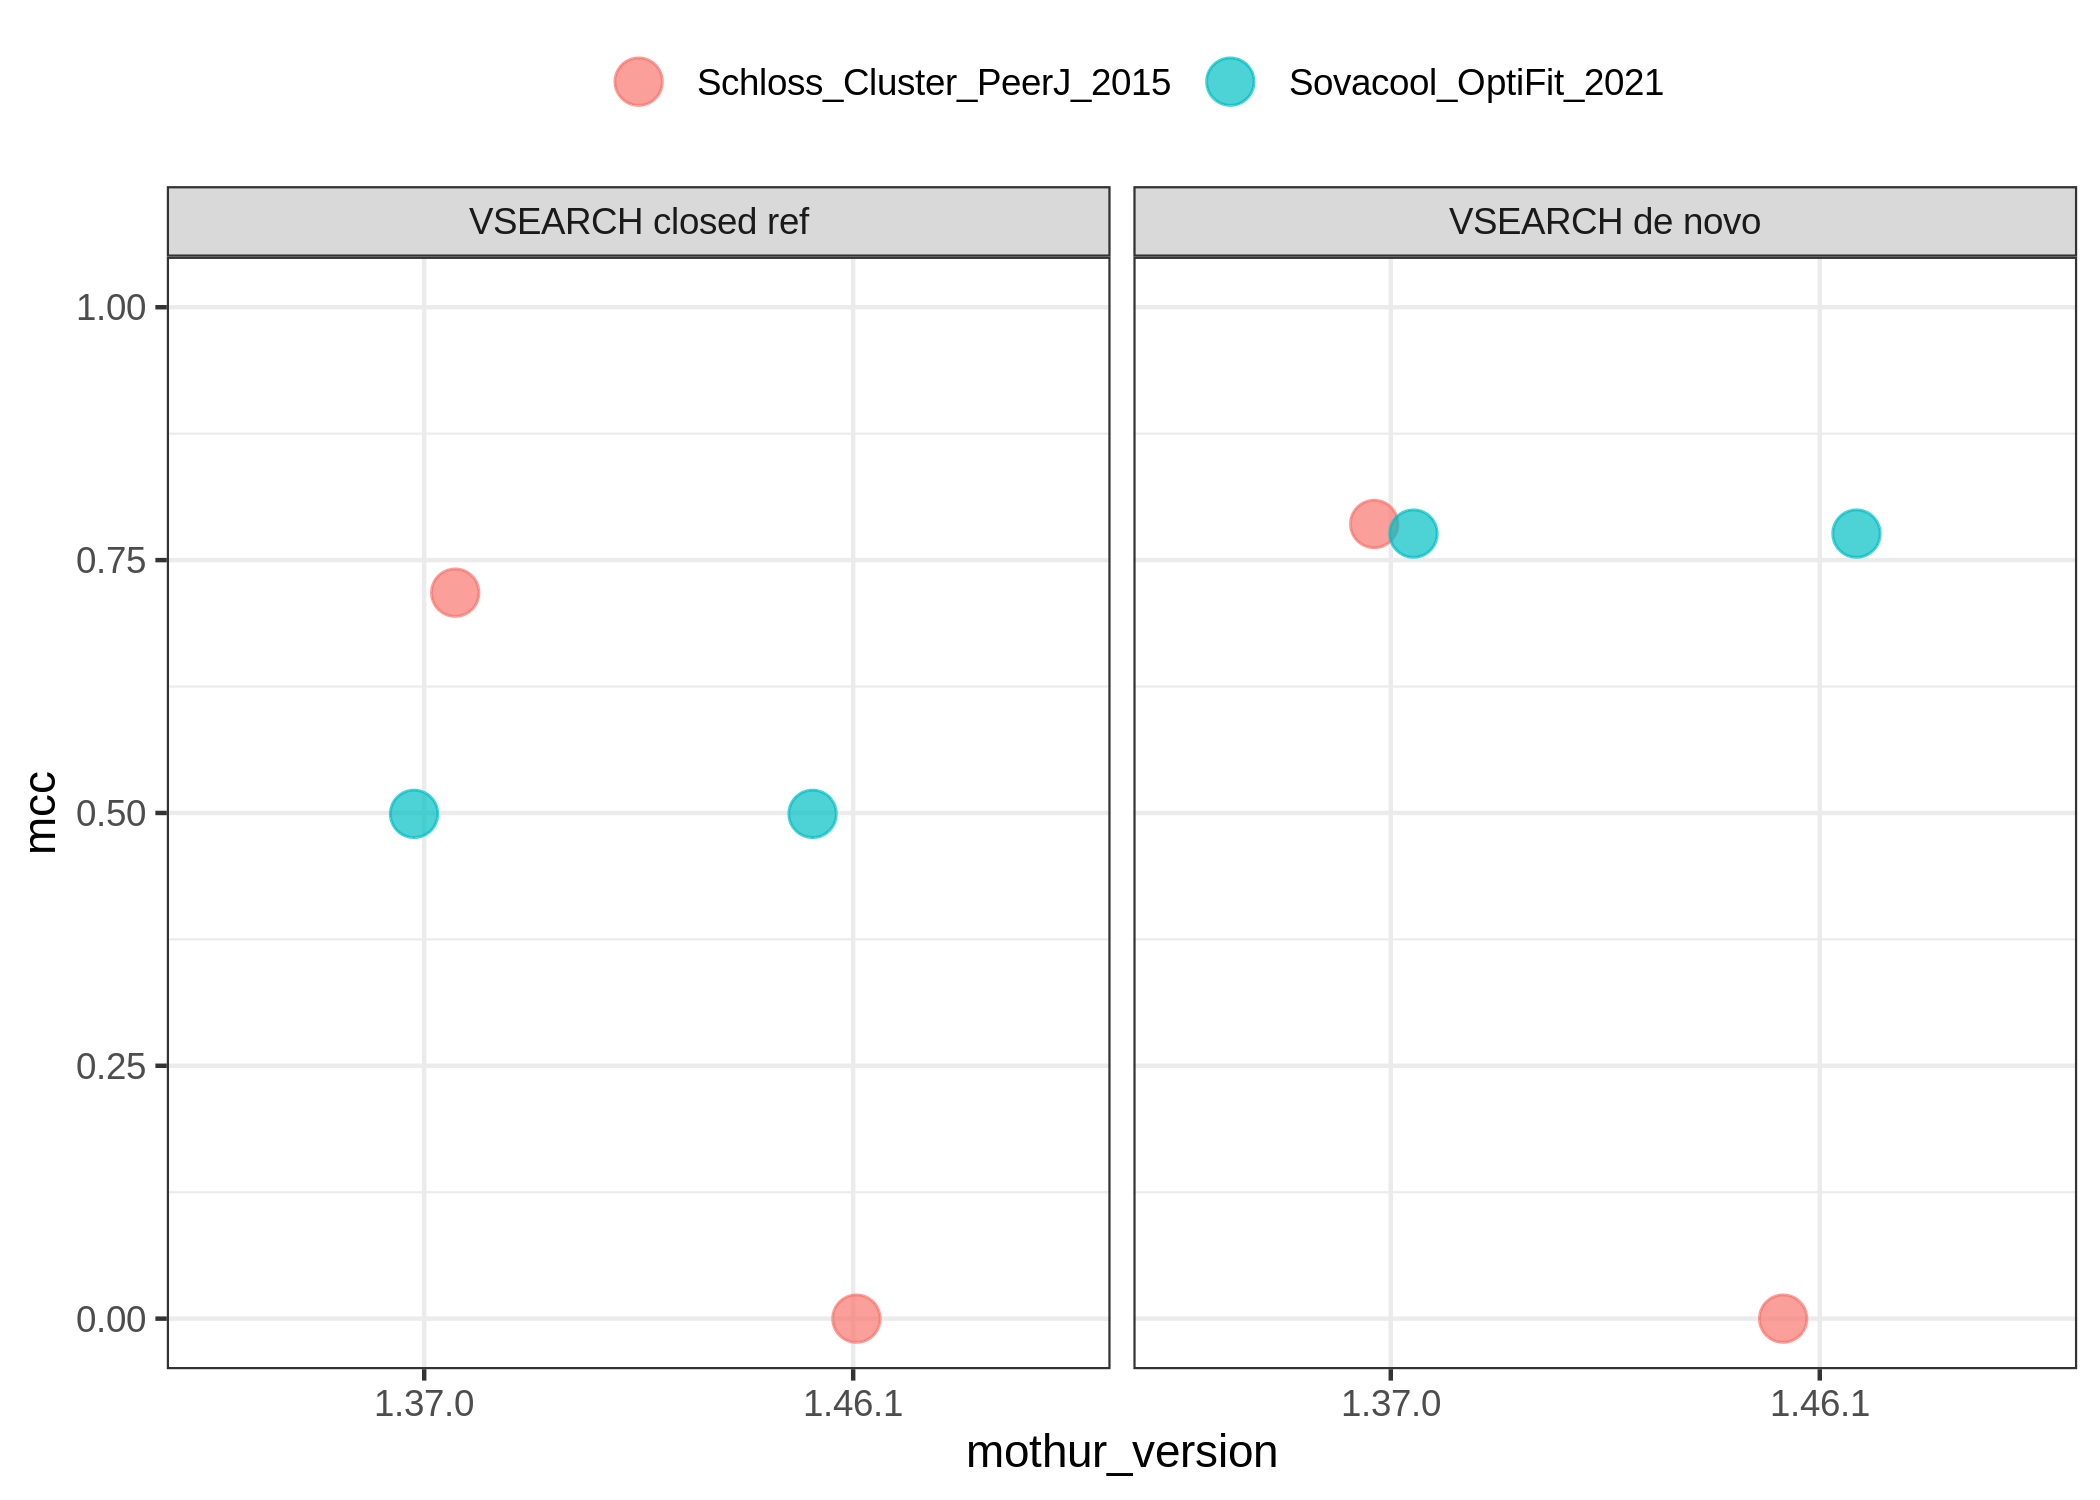 Schloss_Cluster_PeerJ_2015 Sovacool_OptiFit_2021
VSEARCH closed ref VSEARCH de novo
1.00
0.75
0.50
0.25
0.00
mcc
1.37.0 1.46.1 1.37.0 1.46.1
mothur_version